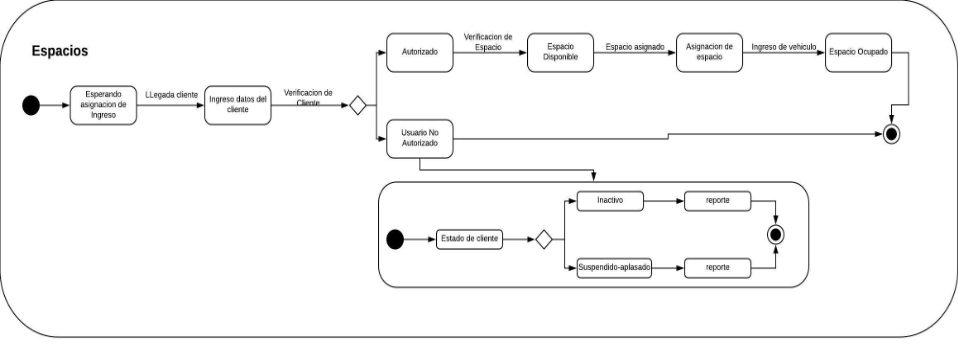 Espacios
Esperando
asignacion de
Ingreso
LLegada cliente
Ingreso datos del
cliente
Verificacion de
Cliente
Autorizado
Verificacion de
Espacio
Espacio
Disponible
Espacio asignado
Asignacion de
espacio
Ingreso de vehiculo
Espacio Ocupado
Usuario No
Autorizado
Estado de cliente
Inactivo
reporte
Suspendido-aplasado
reporte